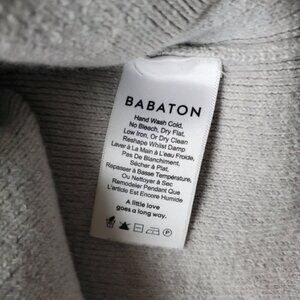 BABATON
Hand Wash Cold,
No Bleach, Dry Flat,
Low Iron, Or Dry Clean
Reshape Whilst Damp
Laver À La Main À L'eau Froide,
Pas De Blanchiment,
Sécher À Plat,
Repasser À Basse Température,
Ou Nettoyer À Sec
Remodeler Pendant Que
L'article Est Encore Humide
A little love
goes a long way.
P